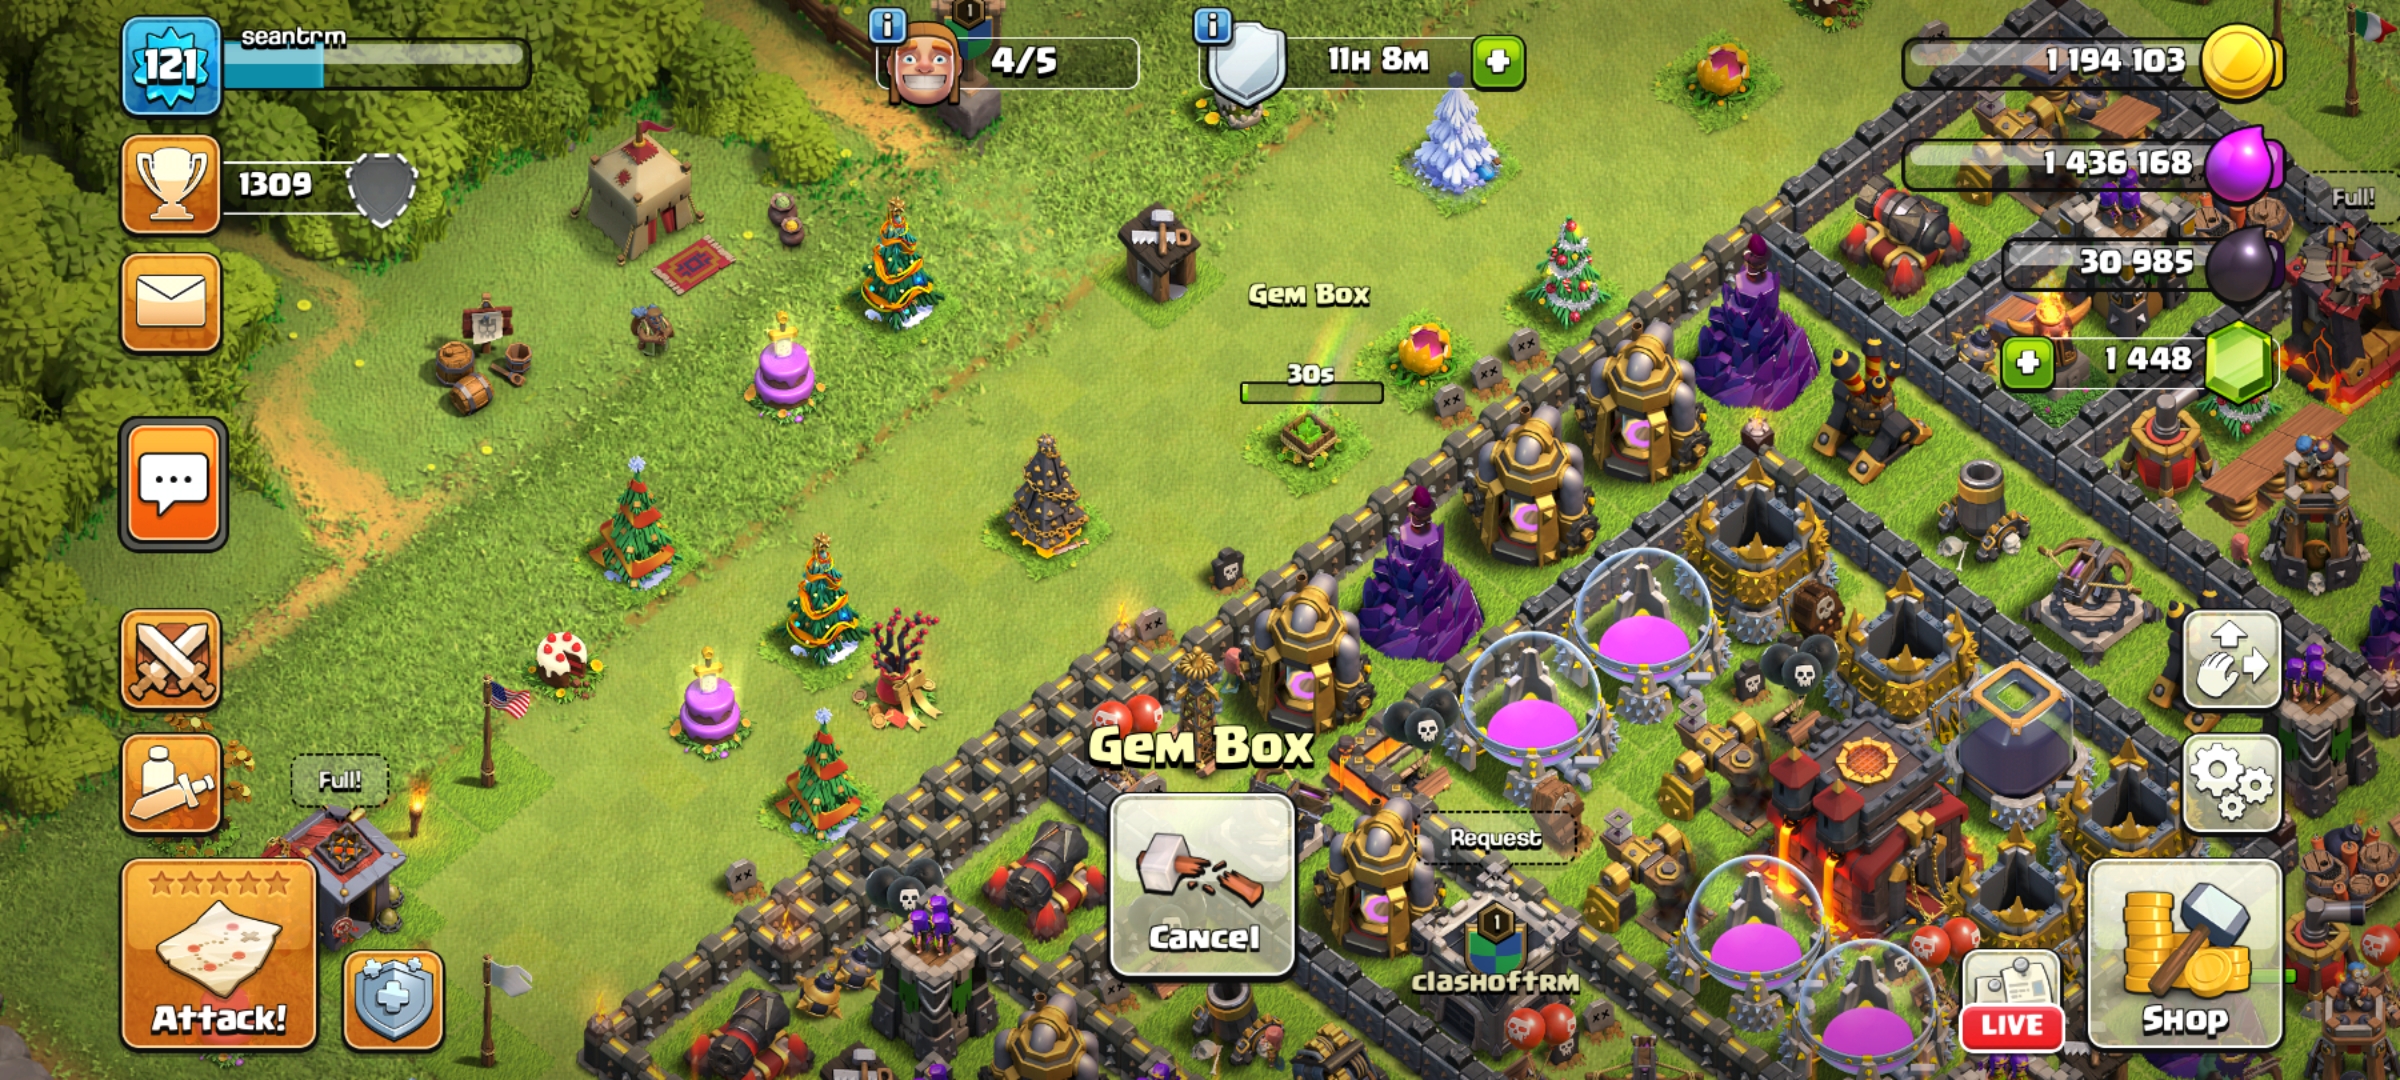 121
seantrm
4/5
11H 8M
1 194 103
1309
1 436 168
Full!
30 985
Gem Box
1 448
30s
Gem Box
Full!
Request
Cancel
1
clashoftrm
Attack!
LIVE
Shop